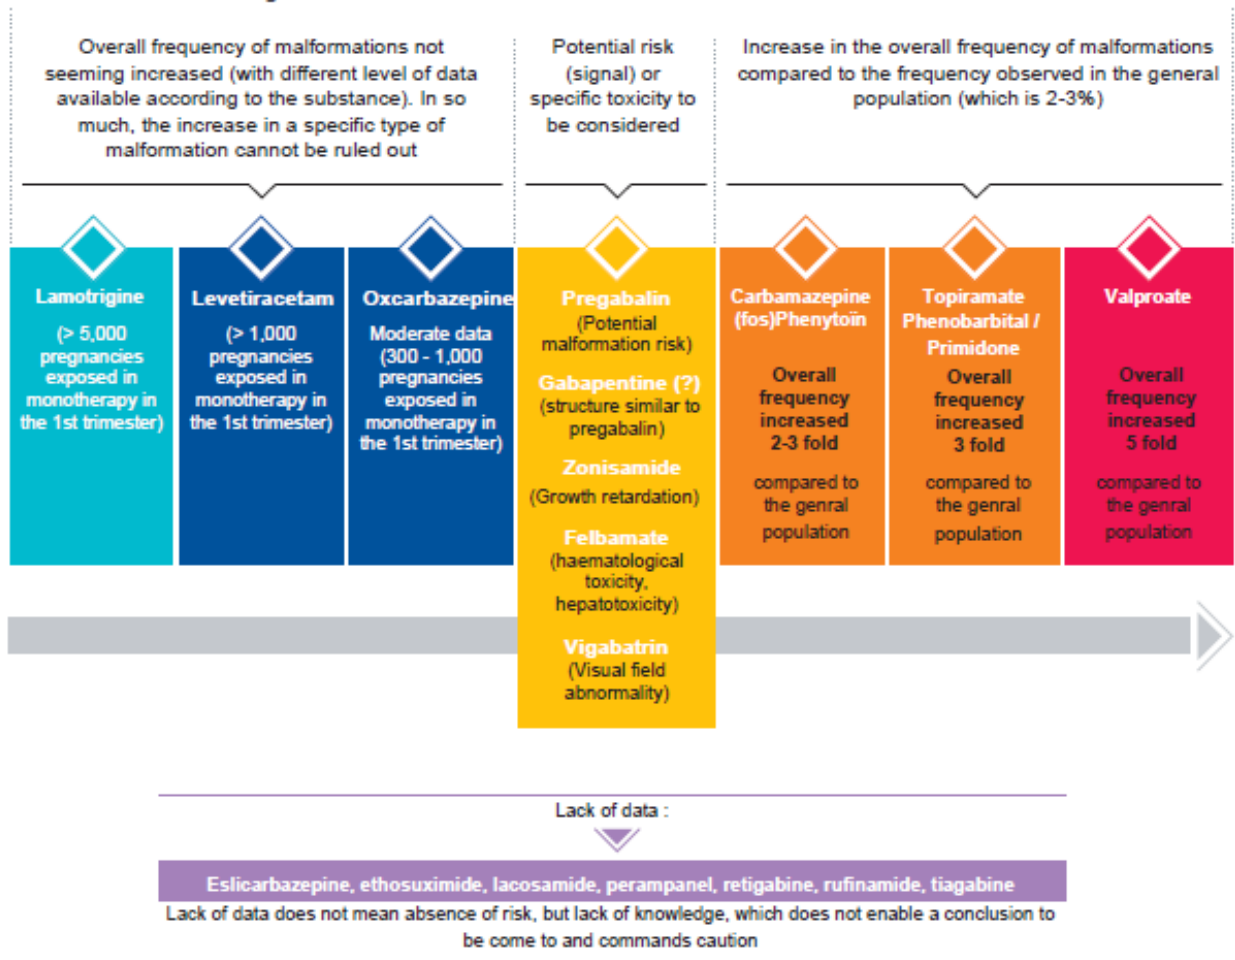 Overall frequency of malformations not
seeming increased (with different level of data
available according to the substance). In so
much, the increase in a specific type of
malformation cannot be ruled out
Potential risk
(signal) or
specific toxicity to
be considered
Increase in the overall frequency of malformations
compared to the frequency observed in the general
population (which is 2-3%)
Lamotrigine
(> 5,000
pregnancies
exposed in
monotherapy in
the 1st trimester)
Levetiracetam
(> 1,000
pregnancies
exposed in
monotherapy in
the 1st trimester)
Oxcarbazepine
Moderate data
(300 - 1,000
pregnancies
exposed in
monotherapy in
the 1st trimester)
Pregabalin
(Potential
malformation risk)
Gabapentine (?)
(structure similar to
pregabalin)
Zonisamide
(Growth retardation)
Felbamate
(haematological
toxicity,
hepatotoxicity)
Vigabatrin
(Visual field
abnormality)
Carbamazepine
(fos)Phenytoïn
Overall
frequency
increased
2-3 fold
compared to
the genral
population
Topiramate
Phenobarbital /
Primidone
Overall
frequency
increased
3 fold
compared to
the genral
population
Valproate
Overall
frequency
increased
5 fold
compared to
the genral
population
Lack of data :
Eslicarbazepine, ethosuximide, lacosamide, perampanel, retigabine, rufinamide, tiagabine
Lack of data does not mean absence of risk, but lack of knowledge, which does not enable a conclusion to
be come to and commands caution